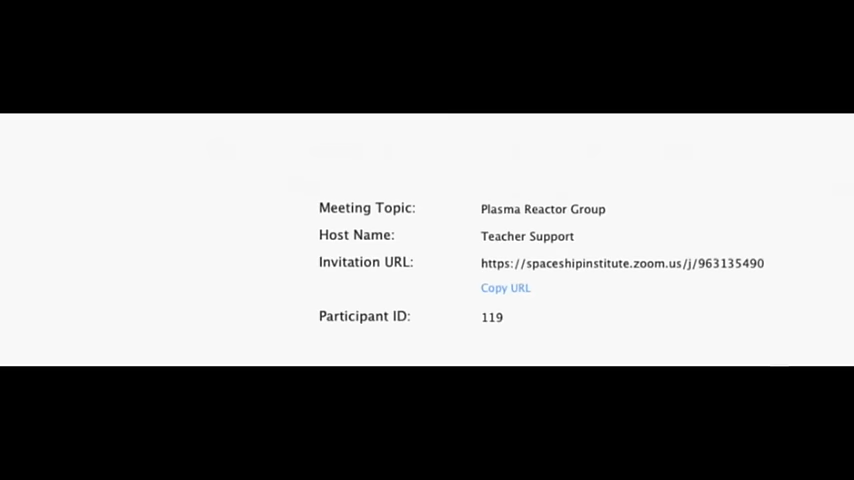 Meeting Topic: Plasma Reactor Group
Host Name: Teacher Support
Invitation URL: https://spaceshipinstitute.zoom.us/j/963135490
Copy URL
Participant ID: 119